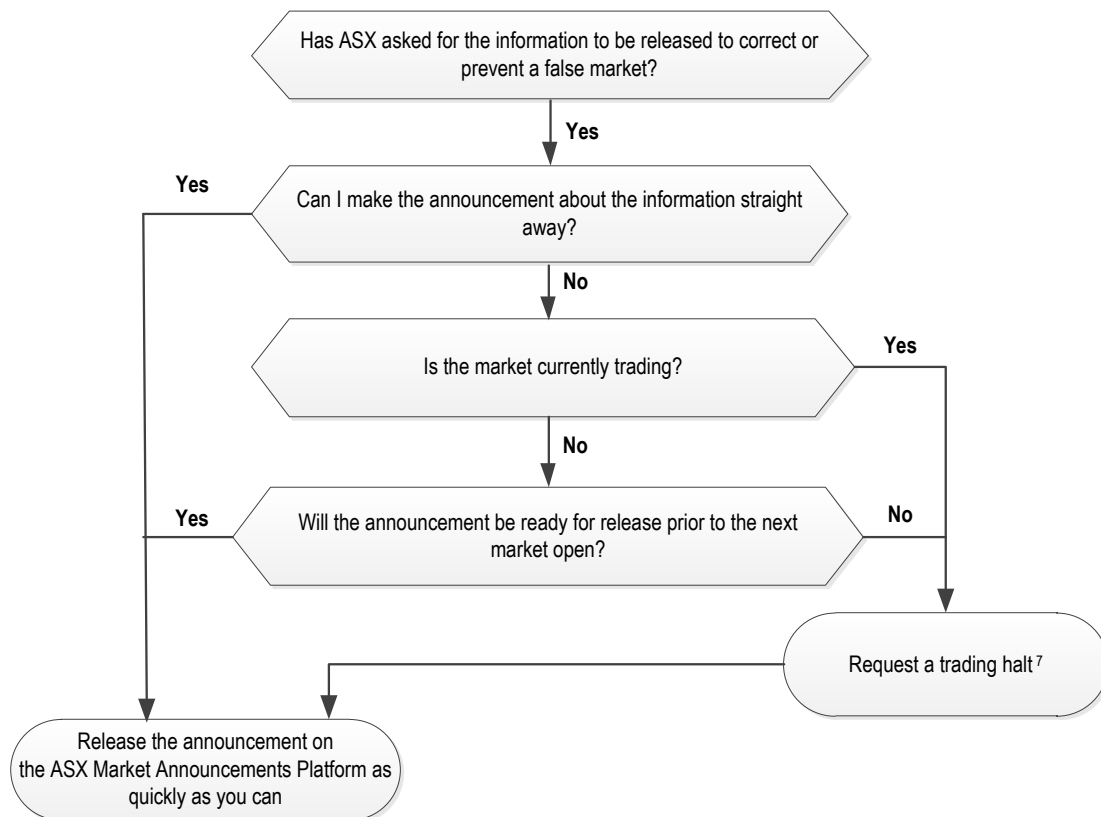 Has ASX asked for the information to be released to correct or
prevent a false market?
Yes
Yes
Can I make the announcement about the information straight
away?
No
Is the market currently trading?
Yes
No
Yes
Will the announcement be ready for release prior to the next
market open?
No
Request a trading halt 7
Release the announcement on
the ASX Market Announcements Platform as
quickly as you can